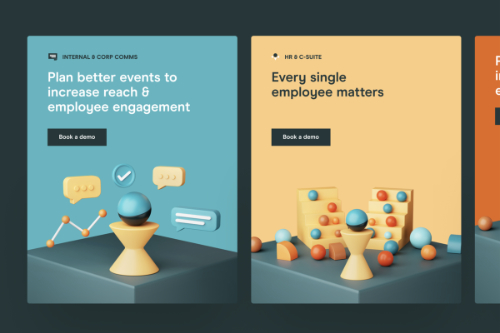 INTERNAL & CORP COMMS
Plan better events to
increase reach &
employee engagement
Book a demo
HR & C-SUITE
Every single
employee matters
Book a demo